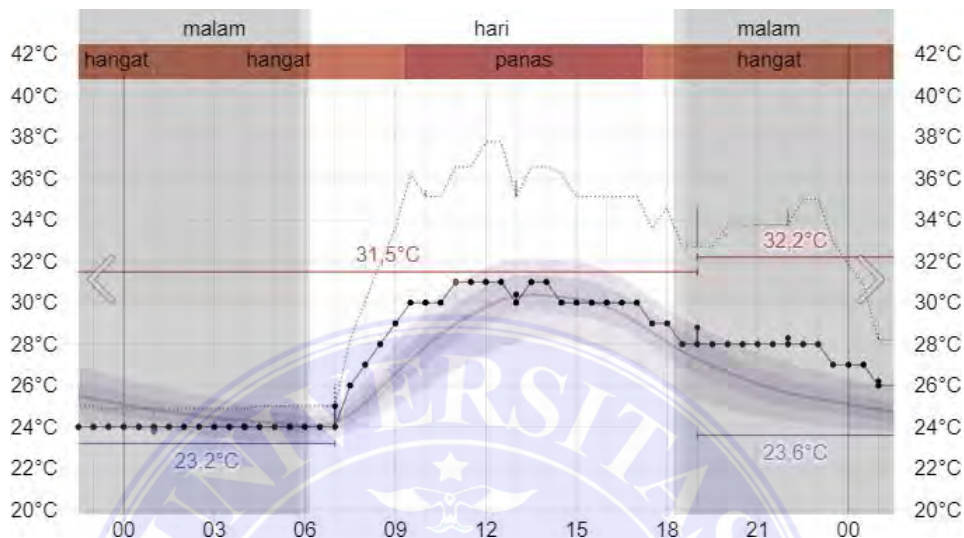 malam hari malam
42°C hangat hangat panas hangat 42°C
40°C 40°C
38°C 38°C
36°C 36°C
34°C 34°C
32,2°C
31,5°C
32°C 32°C
30°C 30°C
28°C 28°C
26°C 26°C
24°C 24°C
23,2°C 23,6°C
22°C 22°C
20°C 20°C
00 03 06 09 12 15 18 21 00
UNIVERSITAS